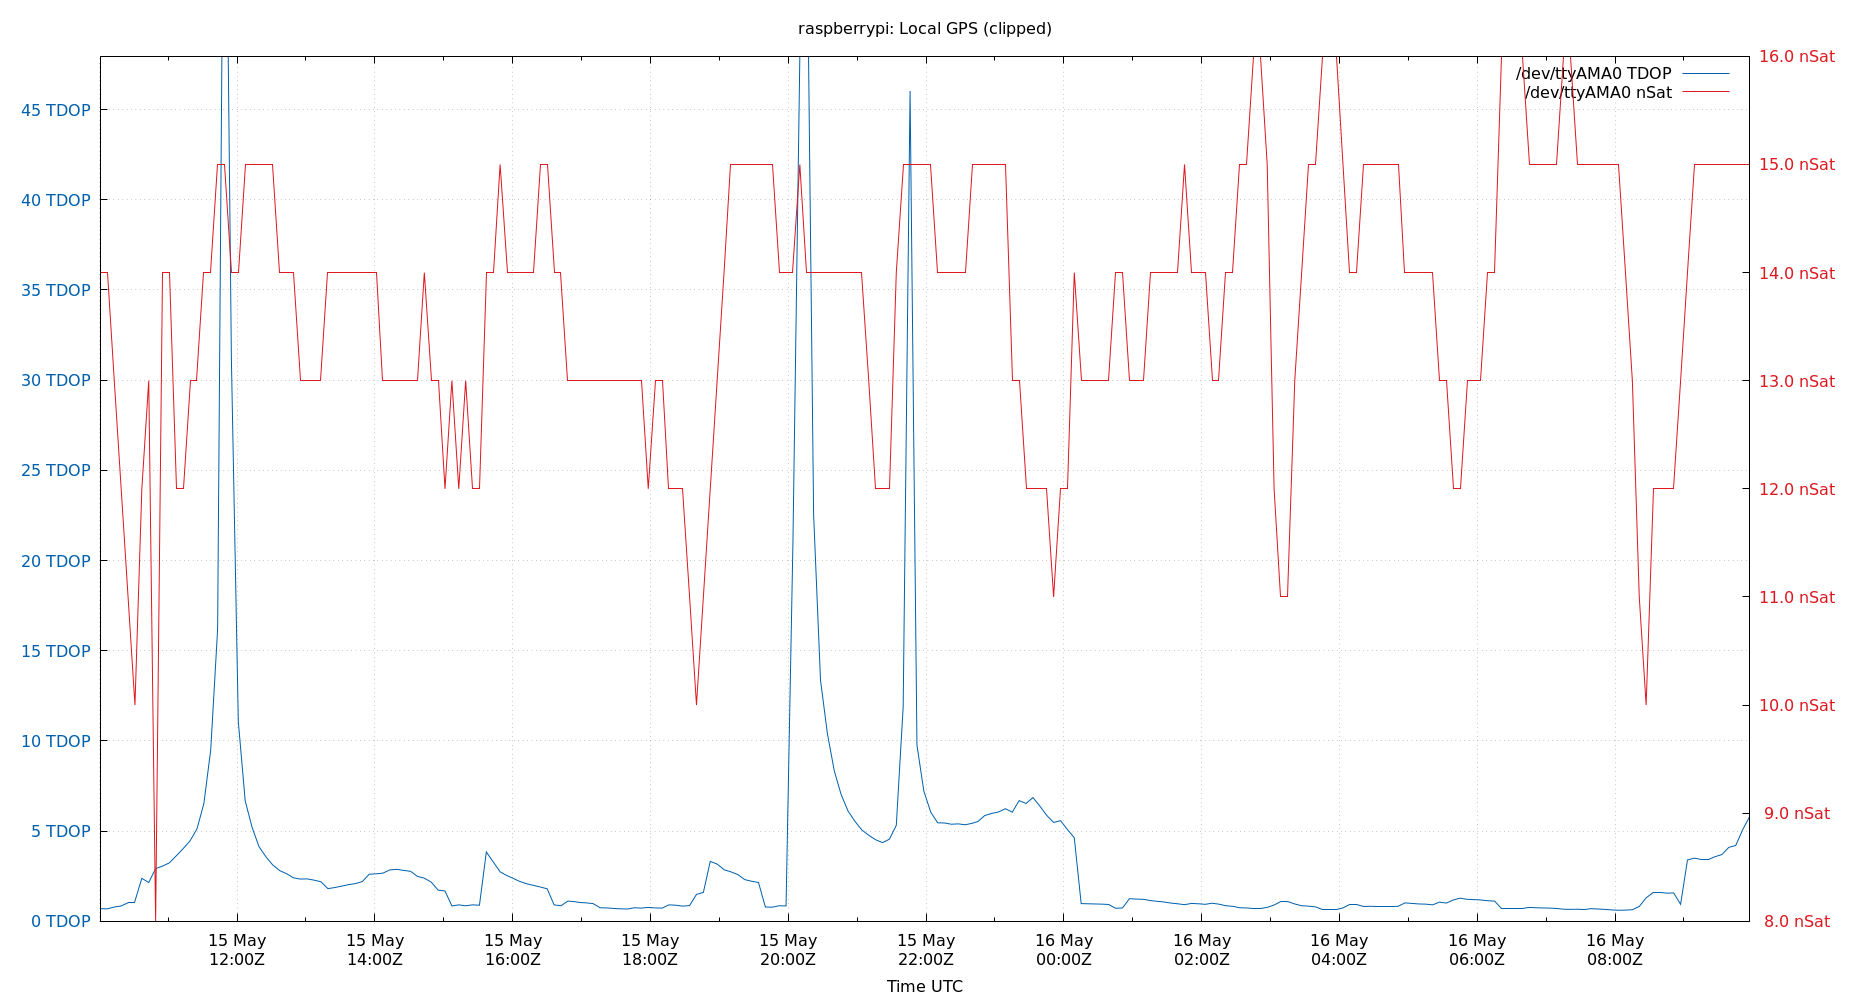 raspberrypi: Local GPS (clipped)
/dev/ttyAMA0 TDOP
/dev/ttyAMA0 nSat
45 TDOP
40 TDOP
35 TDOP
30 TDOP
25 TDOP
20 TDOP
15 TDOP
10 TDOP
5 TDOP
0 TDOP
16.0 nSat
15.0 nSat
14.0 nSat
13.0 nSat
12.0 nSat
11.0 nSat
10.0 nSat
9.0 nSat
8.0 nSat
15 May
12:00Z
15 May
14:00Z
15 May
16:00Z
15 May
18:00Z
15 May
20:00Z
15 May
22:00Z
16 May
00:00Z
16 May
02:00Z
16 May
04:00Z
16 May
06:00Z
16 May
08:00Z
Time UTC